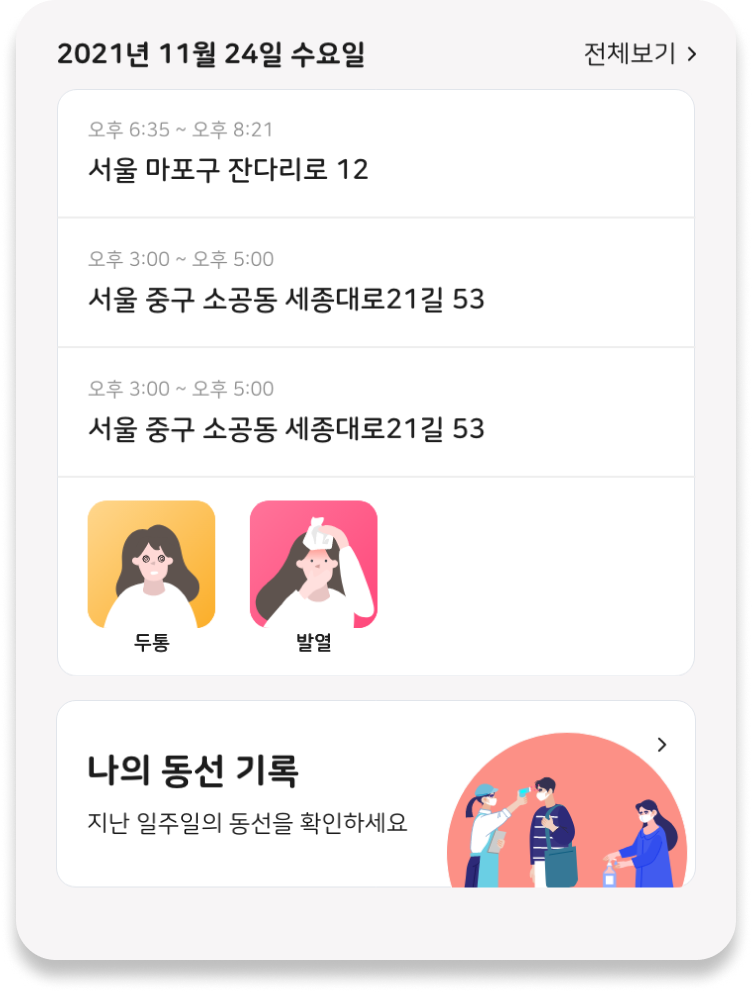 2021년 11월 24일 수요일
전체보기
오후 6:35 ~ 오후 8:21
서울 마포구 잔다리로 12
오후 3:00 ~ 오후 5:00
서울 중구 소공동 세종대로21길 53
오후 3:00 ~ 오후 5:00
서울 중구 소공동 세종대로21길 53
두통
발열
나의 동선 기록
지난 일주일의 동선을 확인하세요